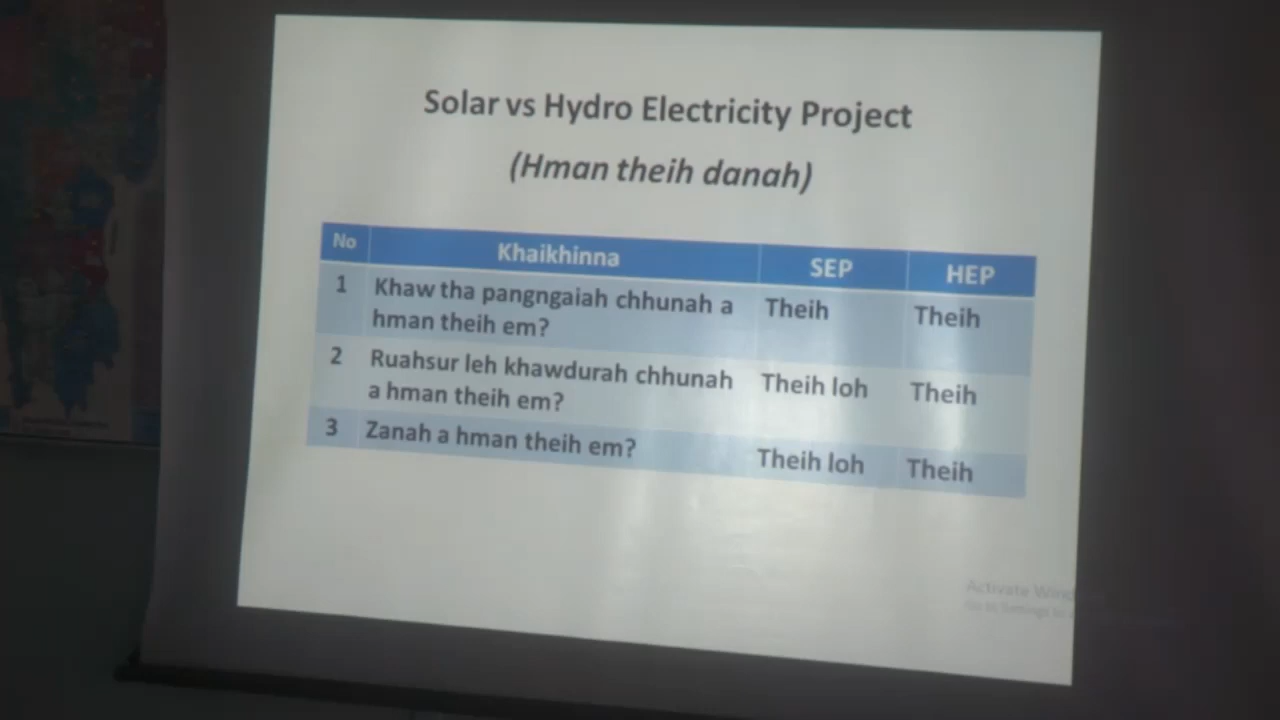 Solar vs Hydro Electricity Project
(Hman theih danah)
No Khaikhinna SEP HEP
1 Khaw tha pangngaiah chhunah a Theih Theih
hman theih em?
2 Ruahsur leh khawdurah chhunah Theih loh Theih
a hman theih em?
3 Zanah a hman theih em? Theih loh Theih
Activate